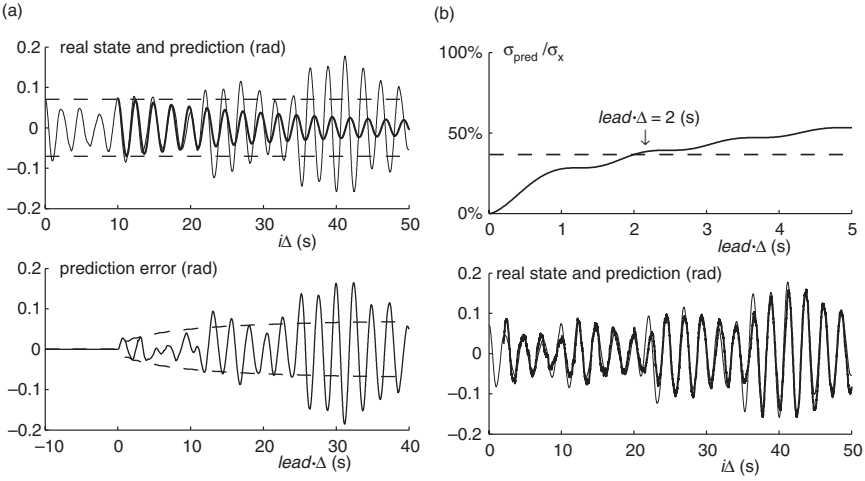 (a)
real state and prediction (rad)
0.2
0.1
0
−0.1
−0.2
0 10 20 30 40 50
iΔ (s)
prediction error (rad)
0.2
0.1
0
−0.1
−0.2
−10 0 10 20 30 40
lead·Δ (s)
(b)
100%
50%
0%
σpred /σx
lead·Δ = 2 (s)
0 1 2 3 4 5
lead·Δ (s)
real state and prediction (rad)
0.2
0.1
0
−0.1
−0.2
0 10 20 30 40 50
iΔ (s)